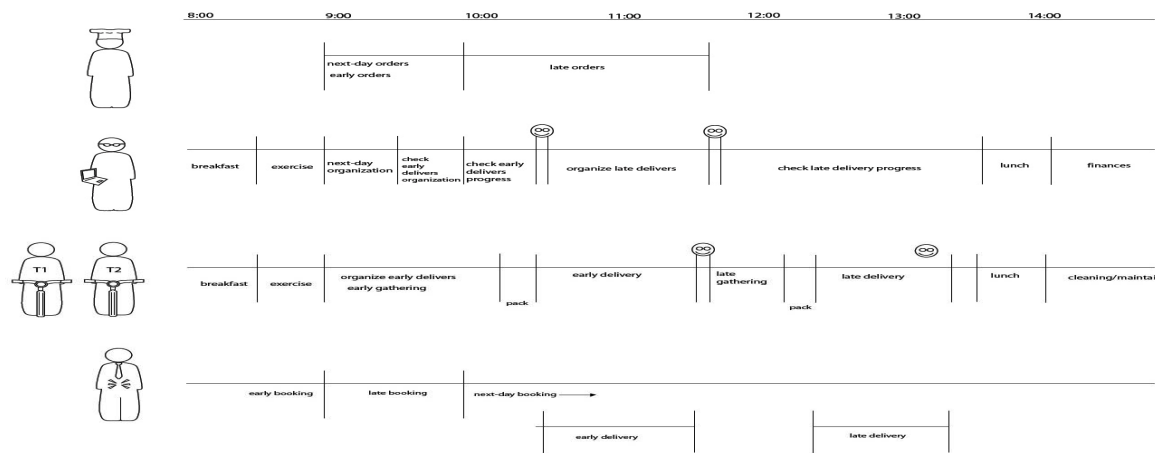 8:00 9:00 10:00 11:00 12:00 13:00 14:00
next-day orders
early orders
late orders
breakfast
exercise
next-day
organization
check
early
delivers
organization
check early
delivers
progress
organize late delivers
check late delivery progress
lunch
finances
T1
T2
breakfast
exercise
organize early delivers
early gathering
pack
early delivery
late
gathering
pack
late delivery
lunch
cleaning/maintai
early booking
late booking
next-day booking
early delivery
late delivery